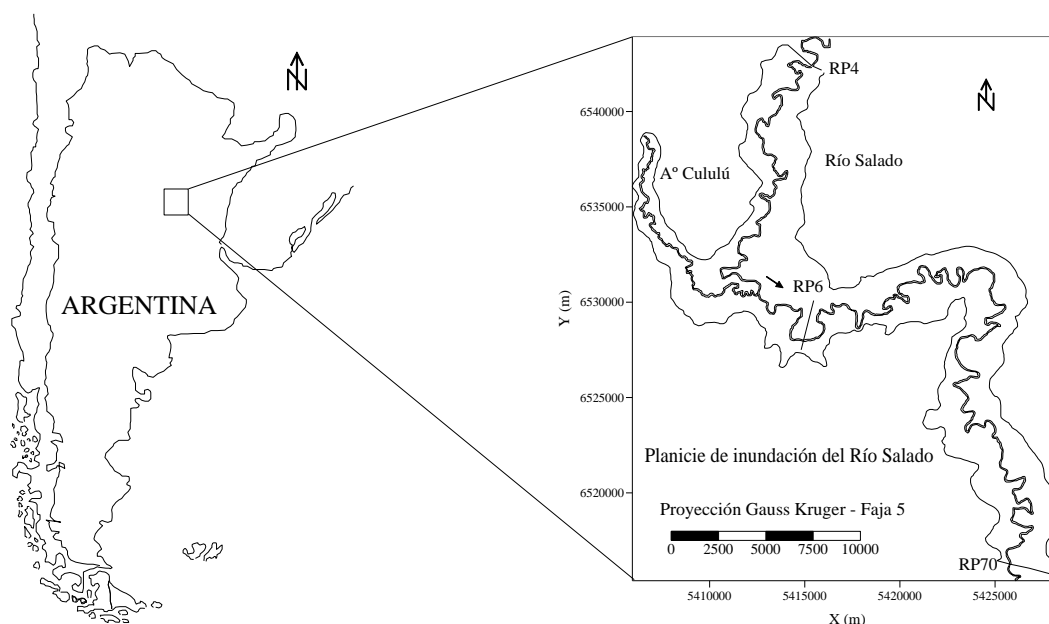 N
ARGENTINA
N
RP4
Río Salado
Aº Cululú
RP6
Planicie de inundación del Río Salado
Proyección Gauss Kruger - Faja 5
0 2500 5000 7500 10000
RP70
6540000
6535000
6530000
6525000
6520000
Y (m)
5410000 5415000 5420000 5425000
X (m)